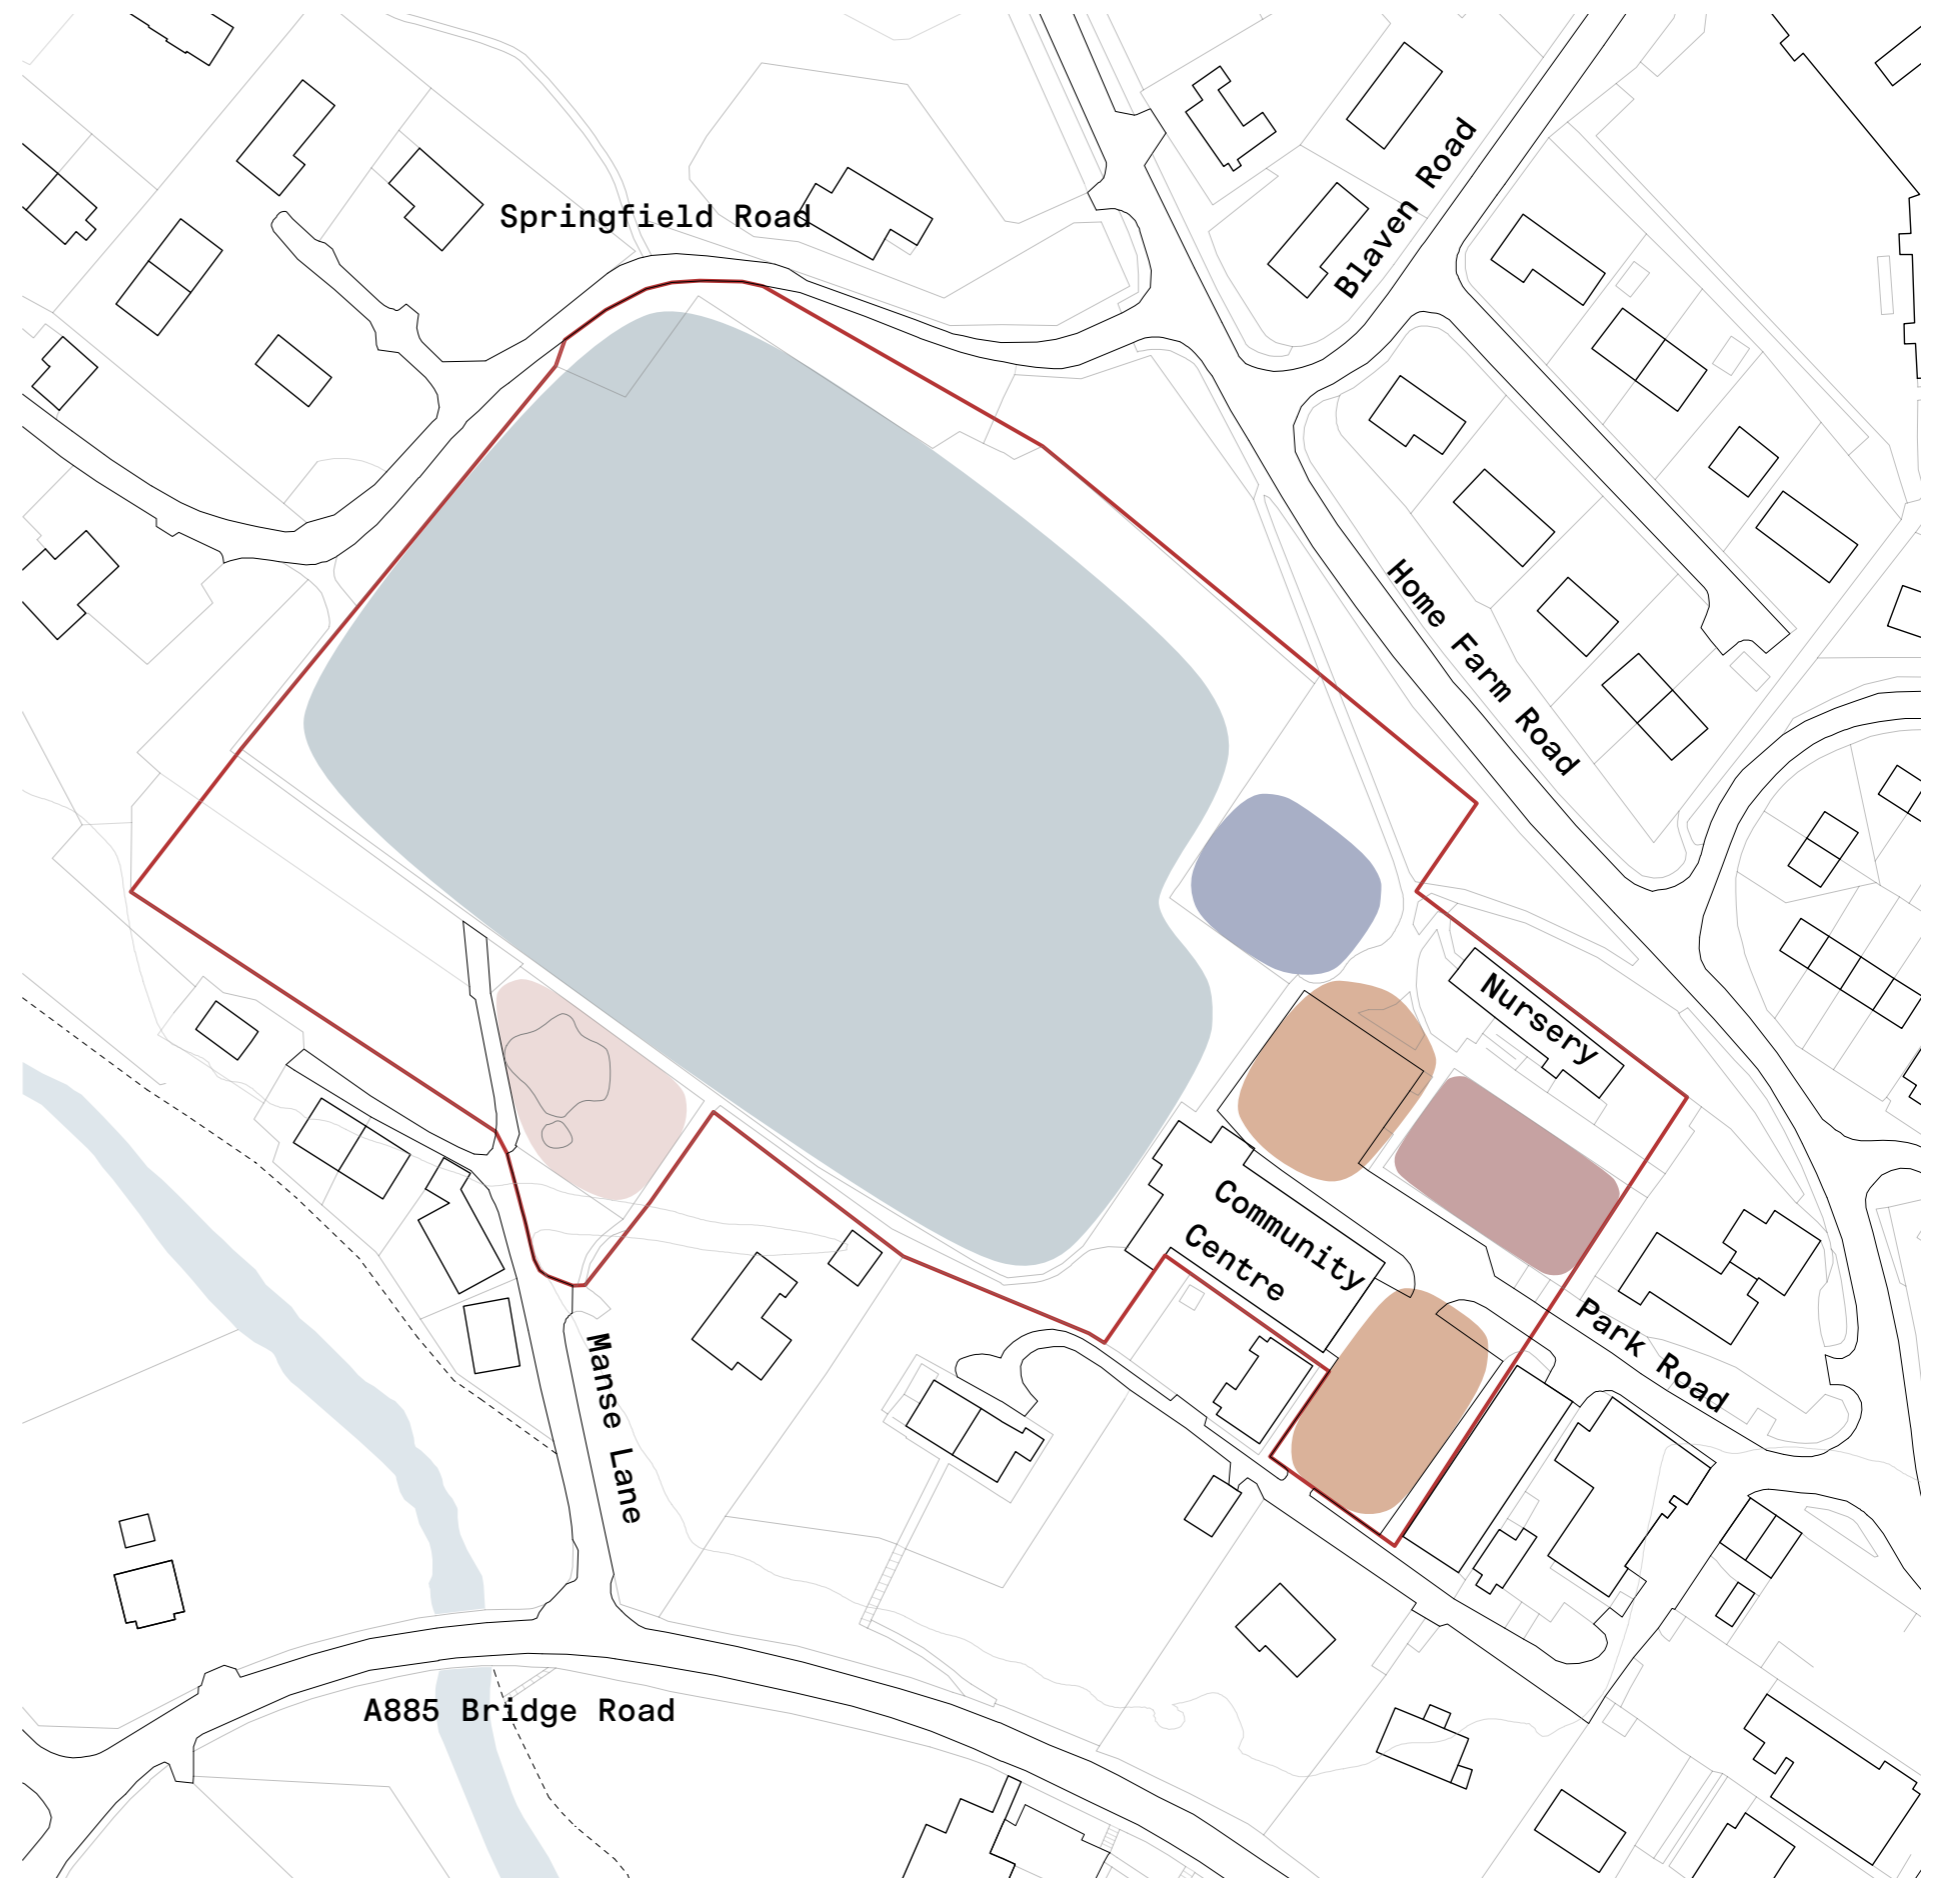 Springfield Road
Blaven Road
Home Farm Road
Nursery
Community
Centre
Park Road
Manse Lane
A885 Bridge Road